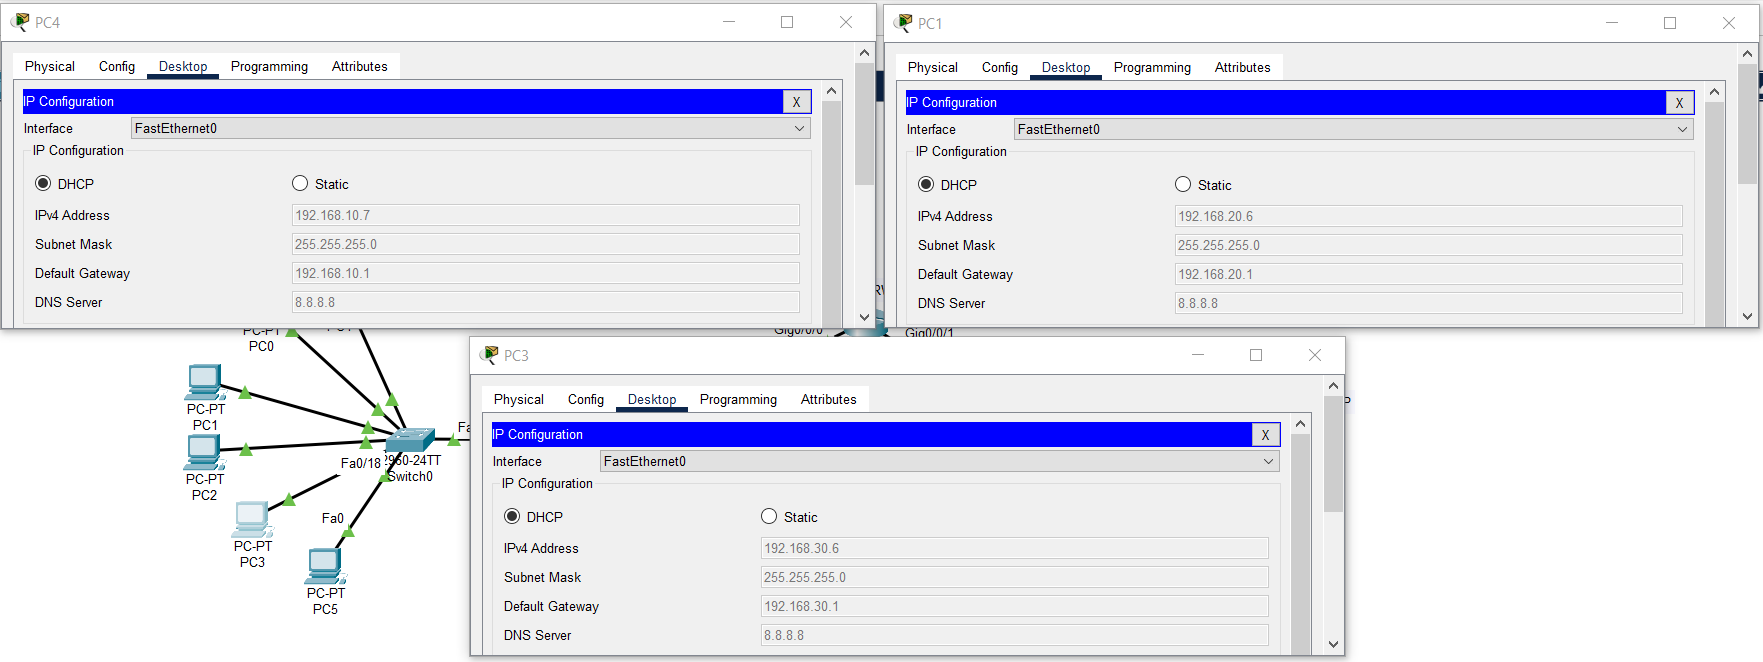 PC4
Physical Config Desktop Programming Attributes
IP Configuration X
Interface FastEthernet0
IP Configuration
DHCP Static
IPv4 Address 192.168.10.7
Subnet Mask 255.255.255.0
Default Gateway 192.168.10.1
DNS Server 8.8.8.8
PC1
Physical Config Desktop Programming Attributes
IP Configuration X
Interface FastEthernet0
IP Configuration
DHCP Static
IPv4 Address 192.168.20.6
Subnet Mask 255.255.255.0
Default Gateway 192.168.20.1
DNS Server 8.8.8.8
PC-PT
PC0
PC-PT
PC1
PC-PT
PC2
PC-PT
PC3
PC-PT
PC5
Fa0
Fa0/18
Switch0
Gig0/0/0
Gig0/0/1
PC3
Physical Config Desktop Programming Attributes
IP Configuration X
Interface FastEthernet0
IP Configuration
DHCP Static
IPv4 Address 192.168.30.6
Subnet Mask 255.255.255.0
Default Gateway 192.168.30.1
DNS Server 8.8.8.8